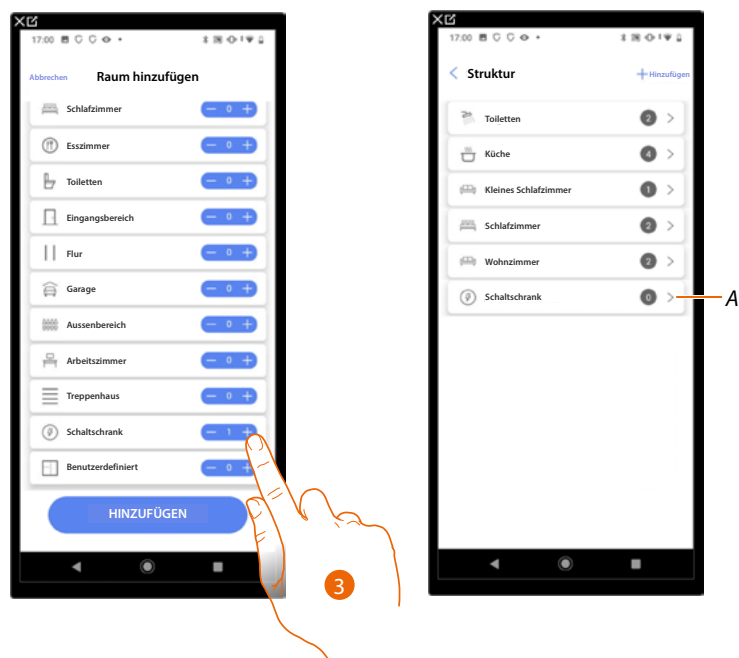 17:00
Abbrechen Raum hinzufügen
Schlafzimmer 0
Esszimmer 0
Toiletten 0
Eingangsbereich 0
Flur 0
Garage 0
Aussenbereich 0
Arbeitszimmer 0
Treppenhaus 0
Schaltschrank 1
Benutzerdefiniert 0
HINZUFÜGEN
3
17:00
Struktur Hinzufügen
Toiletten 2
Küche 4
Kleines Schlafzimmer 1
Schlafzimmer 2
Wohnzimmer 2
Schaltschrank 0
A